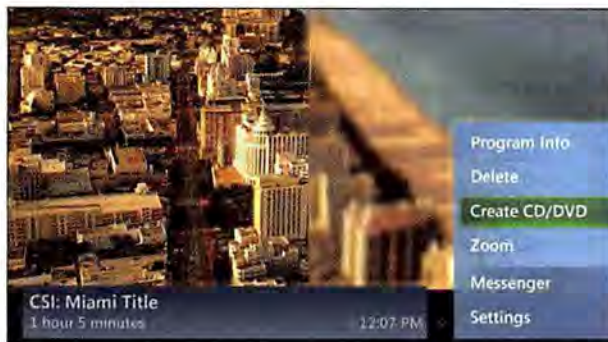 Program Info
Delete
Create CD/DVD
Zoom
Messenger
Settings
CSI: Miami Title
1 hour 5 minutes
12:07 PM